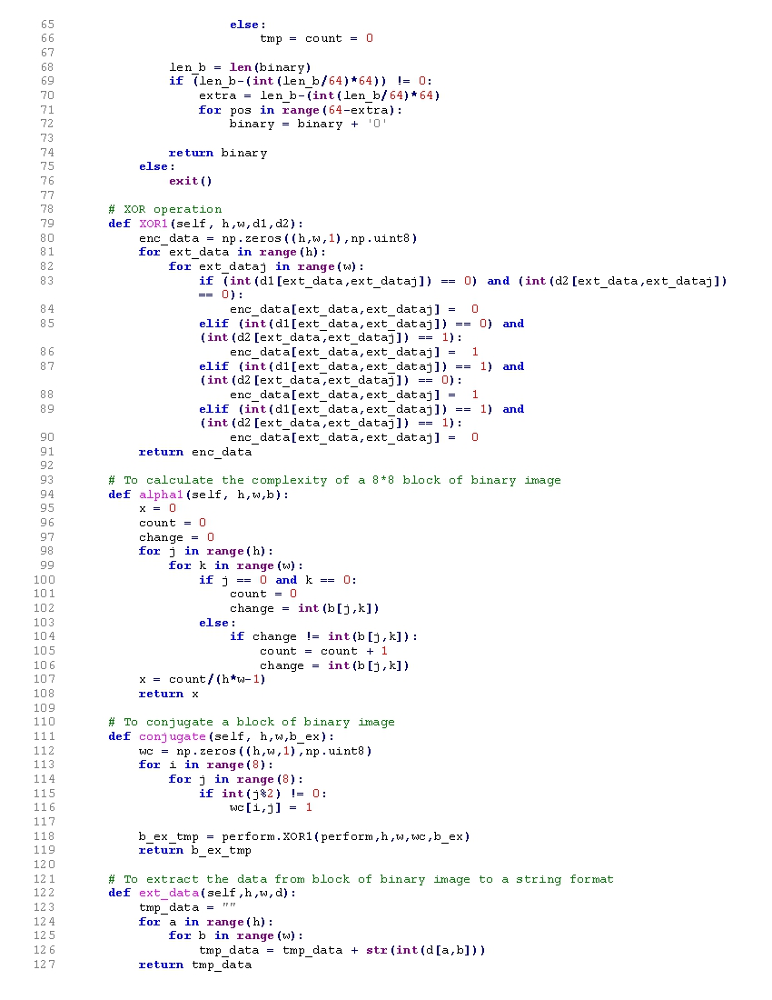 65                         else:
66                             tmp = count = 0
67
68                 len_b = len(binary)
69                 if (len_b-(int(len_b/64)*64)) != 0:
70                     extra = len_b-(int(len_b/64)*64)
71                     for pos in range(64-extra):
72                         binary = binary + '0'
73
74                 return binary
75             else:
76                 exit()
77
78         # XOR operation
79         def XOR1(self, h,w,d1,d2):
80             enc_data = np.zeros((h,w,1),np.uint8)
81             for ext_data in range(h):
82                 for ext_dataj in range(w):
83                     if (int(d1[ext_data,ext_dataj]) == 0) and (int(d2[ext_data,ext_dataj])
                    == 0):
84                         enc_data[ext_data,ext_dataj] =  0
85                     elif (int(d1[ext_data,ext_dataj]) == 0) and
                    (int(d2[ext_data,ext_dataj]) == 1):
86                         enc_data[ext_data,ext_dataj] =  1
87                     elif (int(d1[ext_data,ext_dataj]) == 1) and
                    (int(d2[ext_data,ext_dataj]) == 0):
88                         enc_data[ext_data,ext_dataj] =  1
89                     elif (int(d1[ext_data,ext_dataj]) == 1) and
                    (int(d2[ext_data,ext_dataj]) == 1):
90                         enc_data[ext_data,ext_dataj] =  0
91             return enc_data
92
93         # To calculate the complexity of a 8*8 block of binary image
94         def alpha1(self, h,w,b):
95             x = 0
96             count = 0
97             change = 0
98             for j in range(h):
99                 for k in range(w):
100                     if j == 0 and k == 0:
101                         count = 0
102                         change = int(b[j,k])
103                     else:
104                         if change != int(b[j,k]):
105                             count = count + 1
106                             change = int(b[j,k])
107             x = count/(h*w-1)
108             return x
109
110         # To conjugate a block of binary image
111         def conjugate(self, h,w,b_ex):
112             wc = np.zeros((h,w,1),np.uint8)
113             for i in range(8):
114                 for j in range(8):
115                     if int(j%2) != 0:
116                         wc[i,j] = 1
117
118             b_ex_tmp = perform.XOR1(perform,h,w,wc,b_ex)
119             return b_ex_tmp
120
121         # To extract the data from block of binary image to a string format
122         def ext_data(self,h,w,d):
123             tmp_data = ""
124             for a in range(h):
125                 for b in range(w):
126                     tmp_data = tmp_data + str(int(d[a,b]))
127             return tmp_data